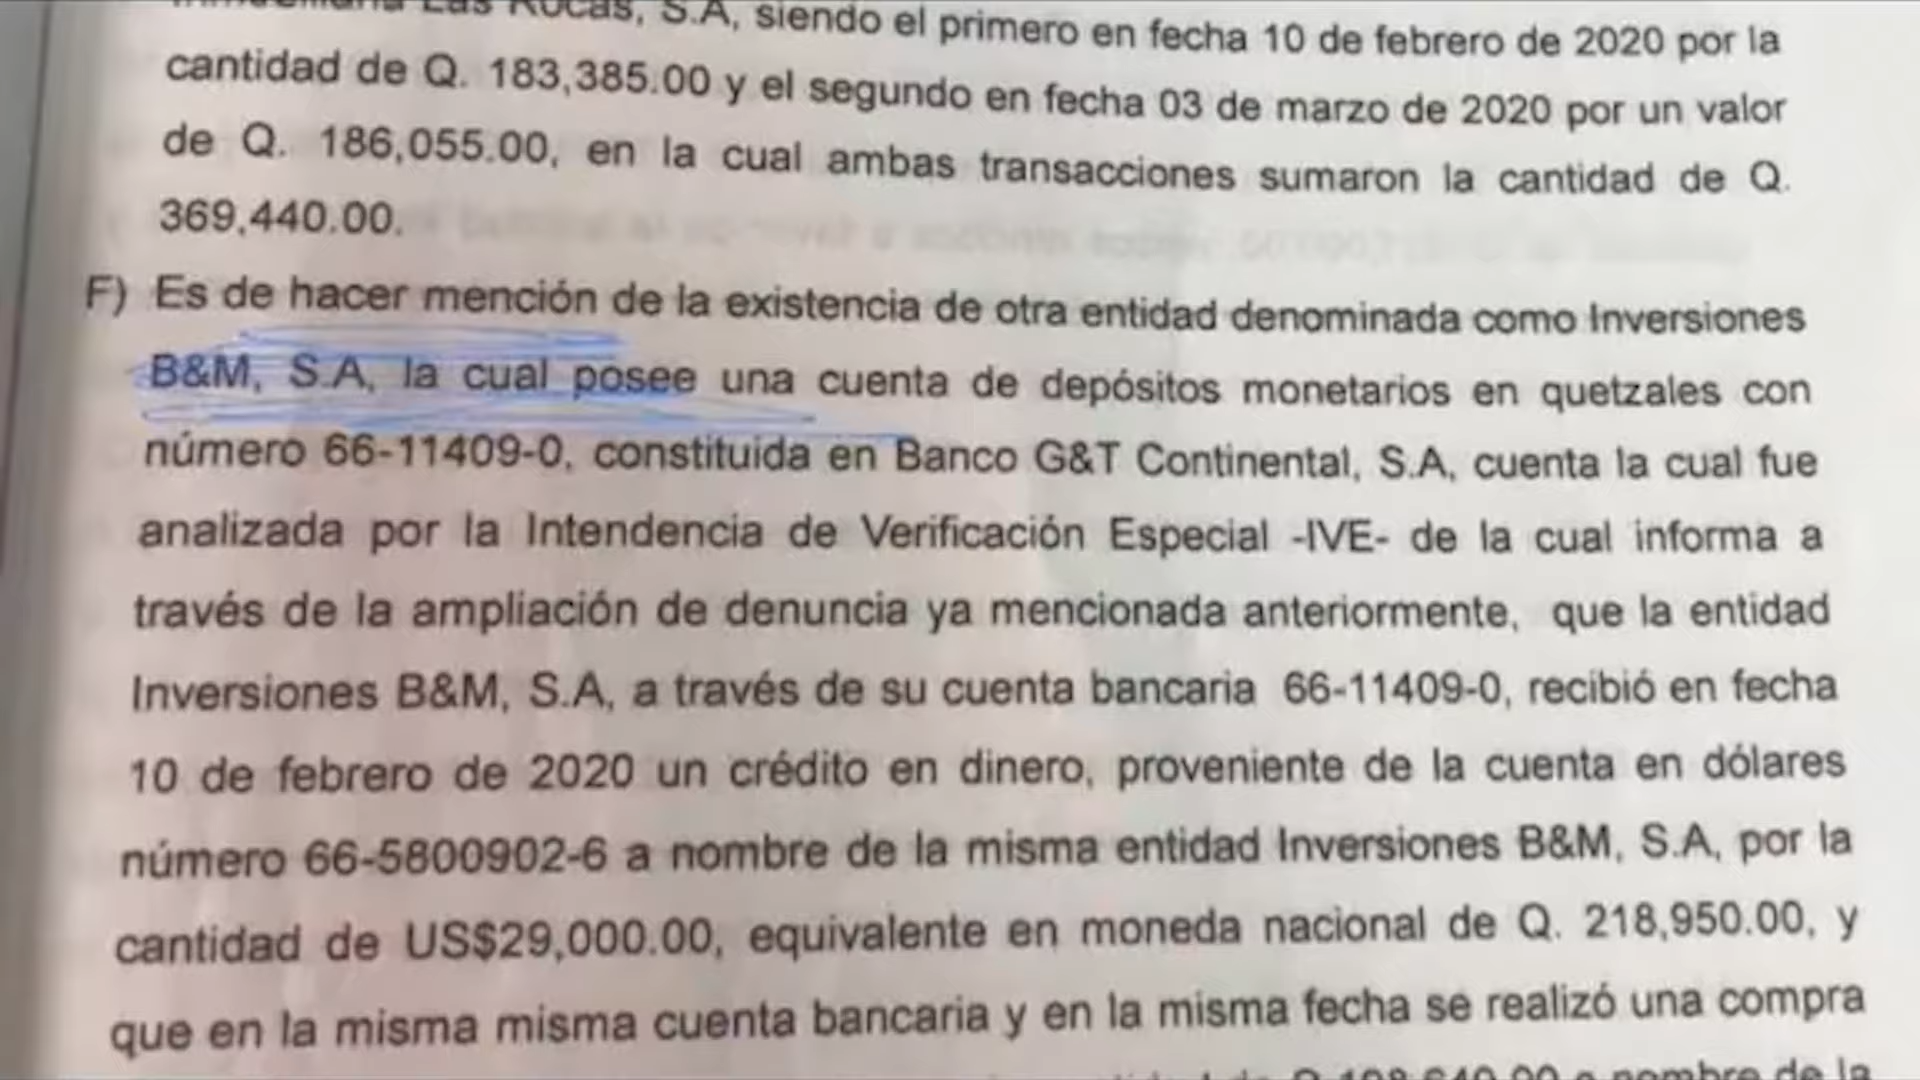 Las Rocas, S.A, siendo el primero en fecha 10 de febrero de 2020 por la
cantidad de Q. 183,385.00 y el segundo en fecha 03 de marzo de 2020 por un valor
de Q. 186,055.00, en la cual ambas transacciones sumaron la cantidad de Q.
369,440.00.
F) Es de hacer mención de la existencia de otra entidad denominada como Inversiones
B&M, S.A, la cual posee una cuenta de depósitos monetarios en quetzales con
número 66-11409-0, constituida en Banco G&T Continental, S.A, cuenta la cual fue
analizada por la Intendencia de Verificación Especial -IVE- de la cual informa a
través de la ampliación de denuncia ya mencionada anteriormente, que la entidad
Inversiones B&M, S.A, a través de su cuenta bancaria 66-11409-0, recibió en fecha
10 de febrero de 2020 un crédito en dinero, proveniente de la cuenta en dólares
número 66-5800902-6 a nombre de la misma entidad Inversiones B&M, S.A, por la
cantidad de US$29,000.00, equivalente en moneda nacional de Q. 218,950.00, y
que en la misma misma cuenta bancaria y en la misma fecha se realizó una compra
nombre de la